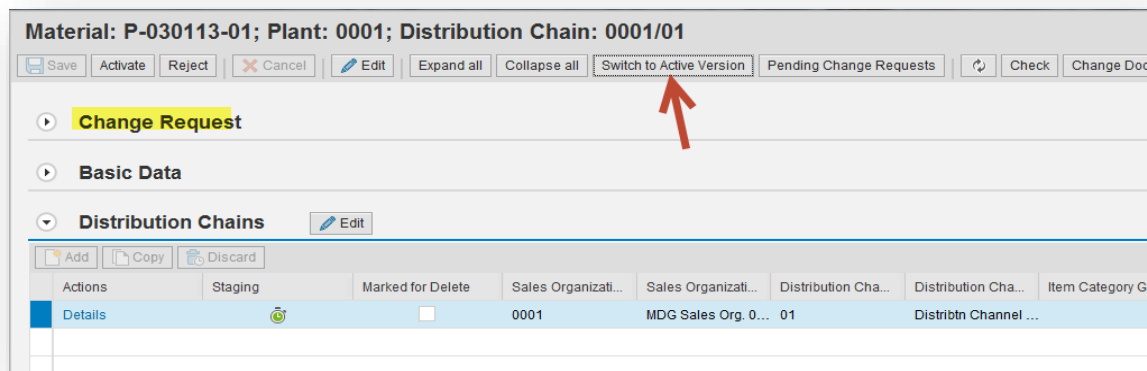 Material: P-030113-01; Plant: 0001; Distribution Chain: 0001/01
Save Activate Reject Cancel Edit Expand all Collapse all Switch to Active Version Pending Change Requests Check Change Doc
Change Request
Basic Data
Distribution Chains Edit
Add Copy Discard
Actions Staging Marked for Delete Sales Organizati... Sales Organizati... Distribution Cha... Distribution Cha... Item Category G
Details 0001 MDG Sales Org. 0... 01 Distribtn Channel ...